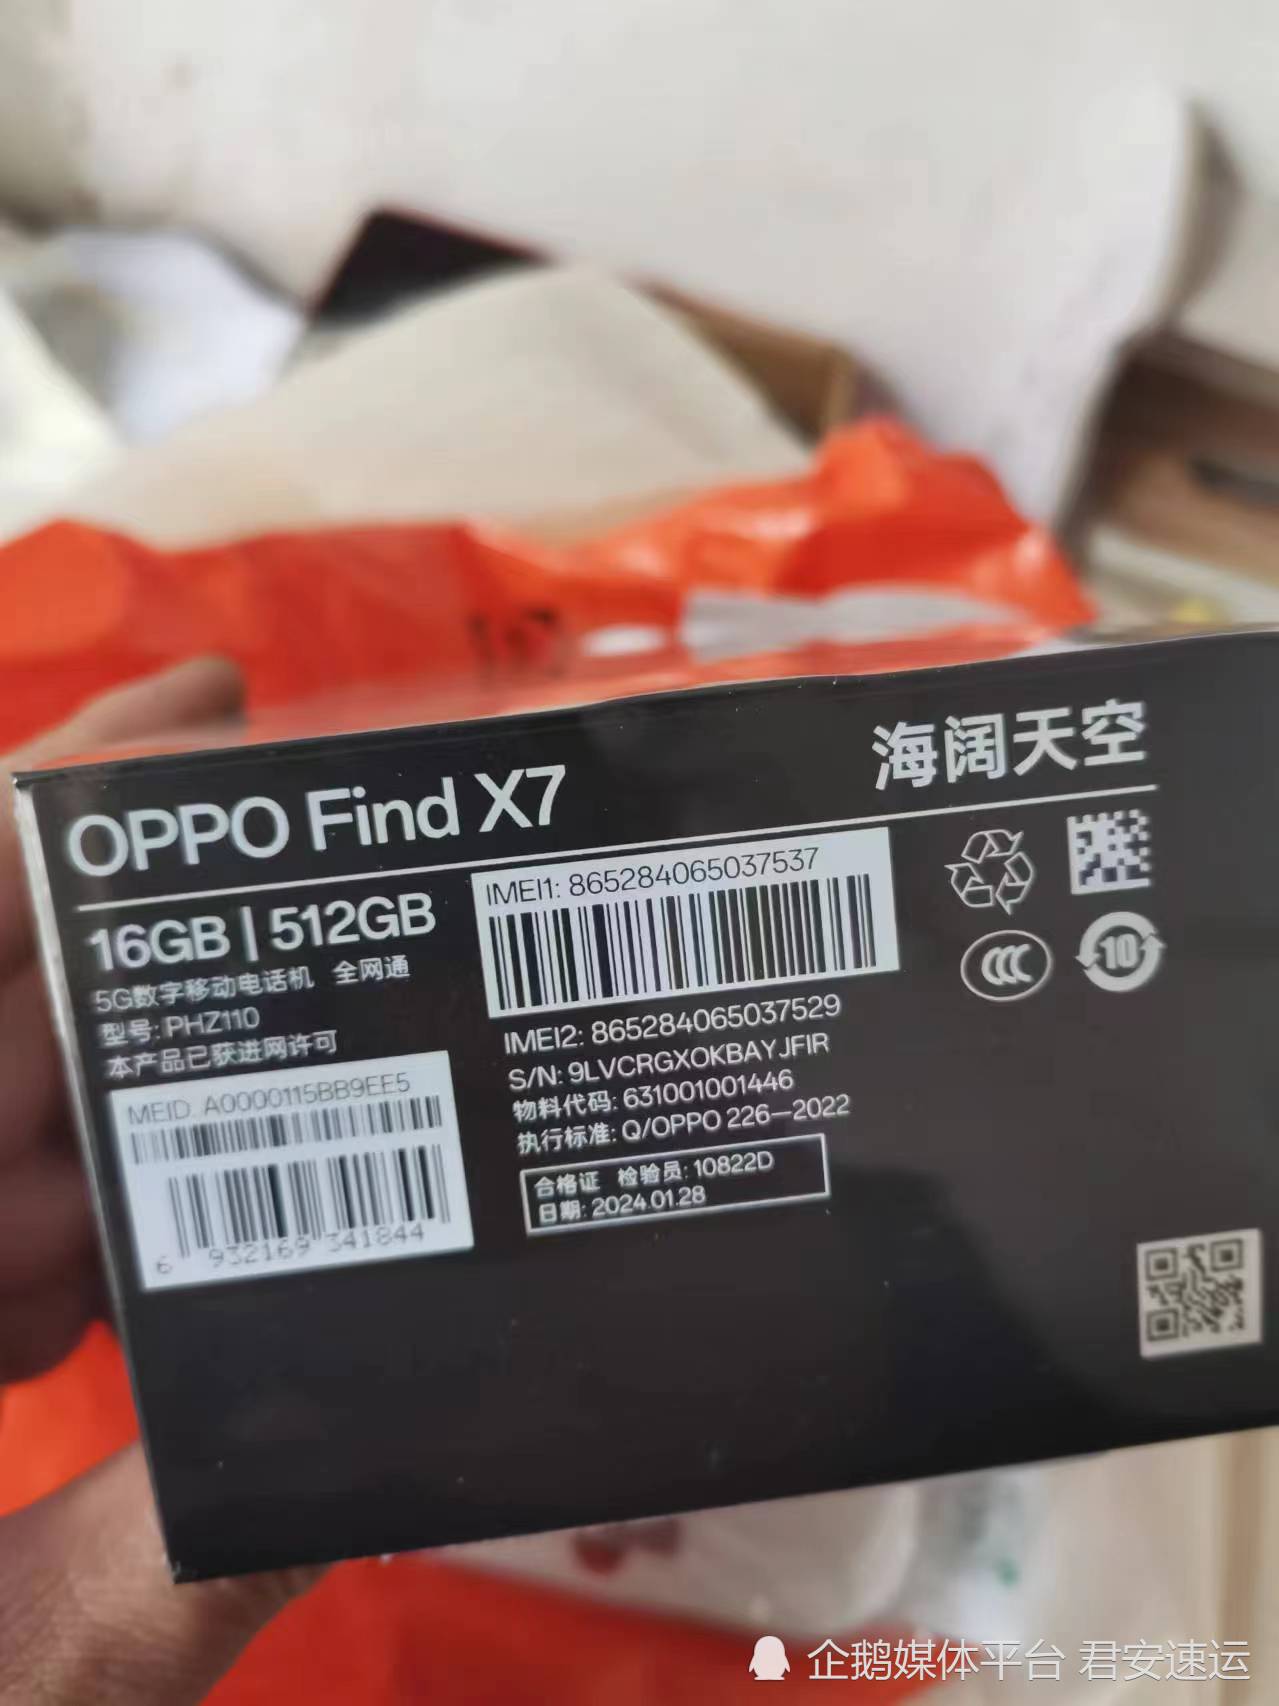 OPPO Find X7
海阔天空
16GB | 512GB
5G数字移动电话机 全网通
型号: PHZ110
本产品已获进网许可
MEID A0000115BB9EE5
6 932169 341844
IMEI1: 865284065037537
IMEI2: 865284065037529
S/N: 9LVCRGXOKBAYJFIR
物料代码: 631001001446
执行标准: Q/OPPO 226—2022
合格证 检验员: 10822D
日期: 2024.01.28
CCC
10
企鹅媒体平台 君安速运